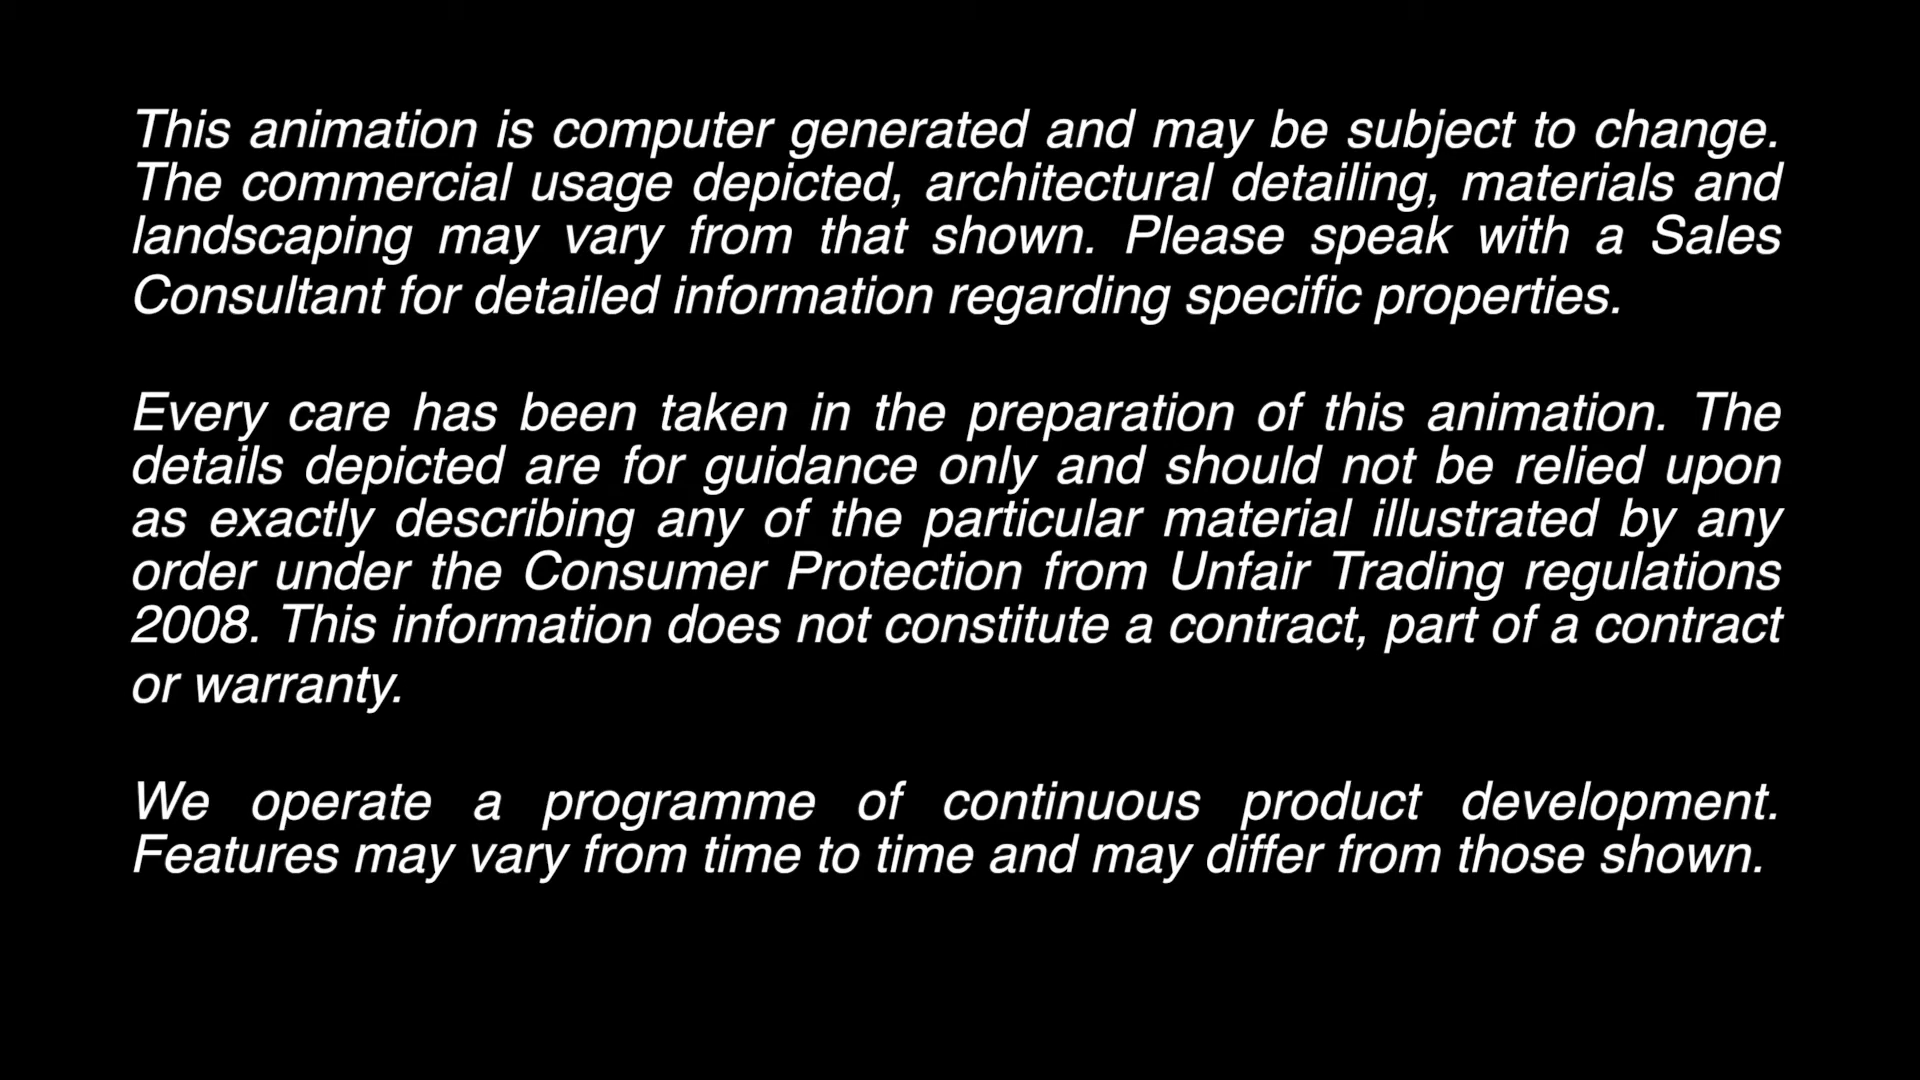 This animation is computer generated and may be subject to change.
The commercial usage depicted, architectural detailing, materials and
landscaping may vary from that shown. Please speak with a Sales
Consultant for detailed information regarding specific properties.
Every care has been taken in the preparation of this animation. The
details depicted are for guidance only and should not be relied upon
as exactly describing any of the particular material illustrated by any
order under the Consumer Protection from Unfair Trading regulations
2008. This information does not constitute a contract, part of a contract
or warranty.
We operate a programme of continuous product development.
Features may vary from time to time and may differ from those shown.